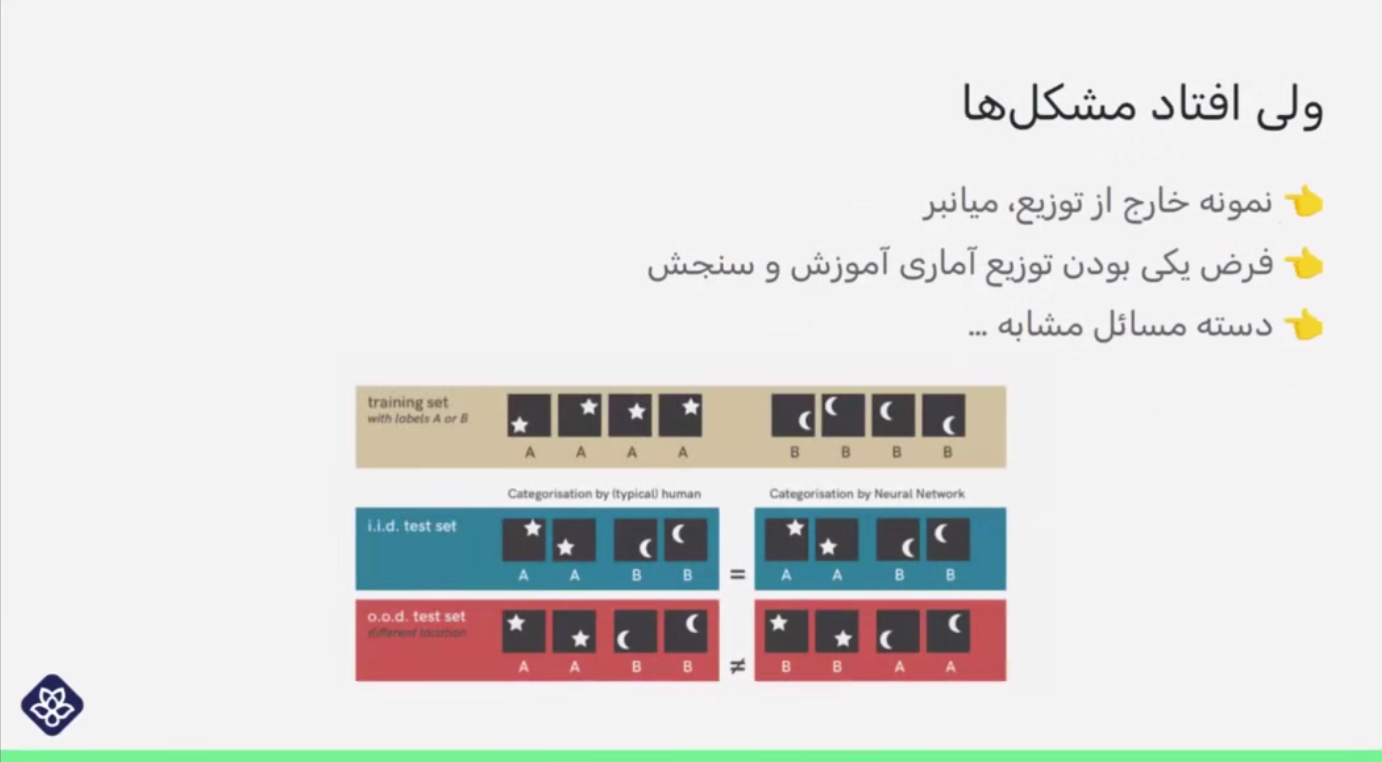 ولی افتاد مشکل‌ها
👈 نمونه خارج از توزیع، میانبر
👈 فرض یکی بودن توزیع آماری آموزش و سنجش
👈 دسته مسائل مشابه ...
training set
with labels A or B
A A A A B B B B
Categorisation by (typical) human Categorisation by Neural Network
i.i.d. test set
A A B B = A A B B
o.o.d. test set
different location
A A B B ≠ B B A A